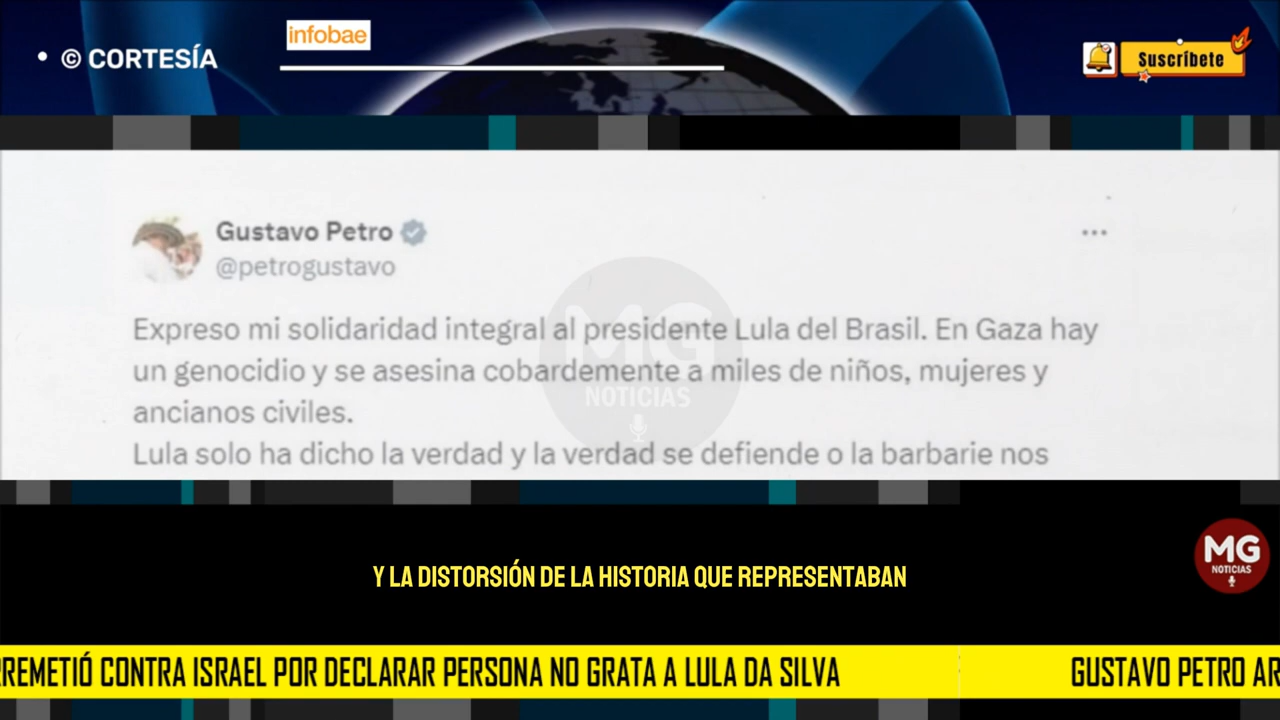 • © CORTESÍA
infobae
Suscríbete
Gustavo Petro
@petrogustavo
Expreso mi solidaridad integral al presidente Lula del Brasil. En Gaza hay
un genocidio y se asesina cobardemente a miles de niños, mujeres y
ancianos civiles.
Lula solo ha dicho la verdad y la verdad se defiende o la barbarie nos
MG
NOTICIAS
Y LA DISTORSIÓN DE LA HISTORIA QUE REPRESENTABAN
MG
NOTICIAS
RREMETIÓ CONTRA ISRAEL POR DECLARAR PERSONA NO GRATA A LULA DA SILVA
GUSTAVO PETRO AR